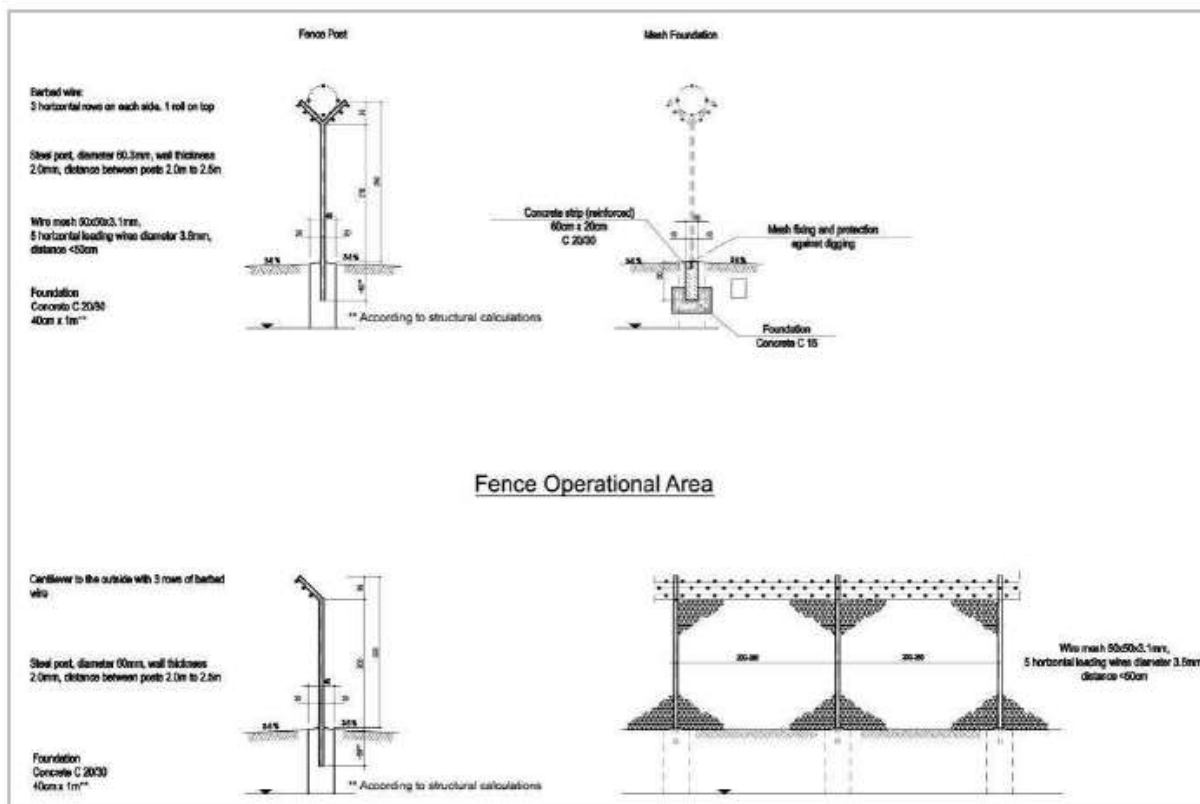 Fence Post
Mesh Foundation
Barbed wire:
3 horizontal rows on each side, 1 roll on top
Steel post, diameter 60.3mm, wall thickness
2.0mm, distance between posts 2.0m to 2.5m
Wire mesh 50x50x3.1mm,
5 horizontal leading wires diameter 3.8mm,
distance <50cm
Foundation
Concrete C 20/30
40cm x 1m**
** According to structural calculations
Concrete strip (reinforced)
60cm x 20cm
C 20/30
Mesh fixing and protection
against digging
Foundation
Concrete C 15
Fence Operational Area
Cantilever to the outside with 3 rows of barbed
wire
Steel post, diameter 60mm, wall thickness
2.0mm, distance between posts 2.0m to 2.5m
Foundation
Concrete C 20/30
40cm x 1m**
** According to structural calculations
Wire mesh 50x50x3.1mm,
5 horizontal leading wires diameter 3.8mm,
distance <50cm